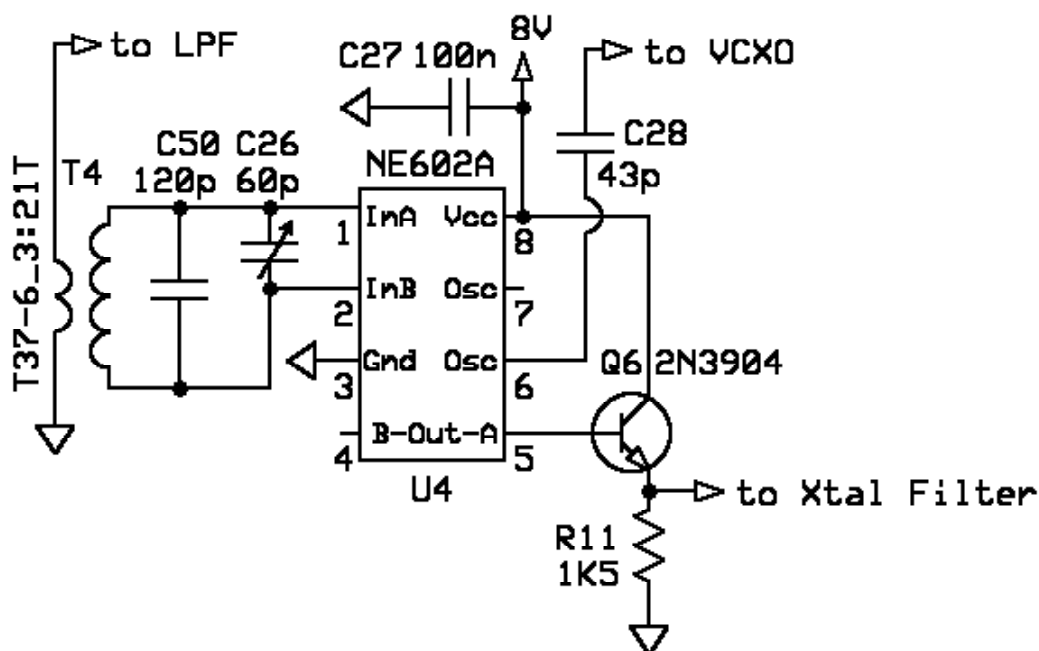 to LPF
8V
C27 100n
to VCXO
C28
43p
C50 C26
120p 60p
T4
T37-6_3:21T
NE602A
InA Vcc
1 8
InB Osc
2 7
Gnd Osc
3 6
B-Out-A
4 5
U4
Q6 2N3904
to Xtal Filter
R11
1K5